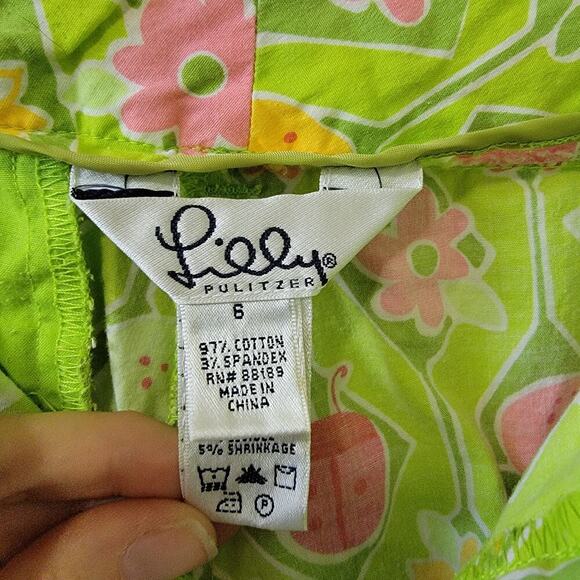 Lilly®
PULITZER
6
97% COTTON
3% SPANDEX
RN# 88189
MADE IN
CHINA
5% SHRINKAGE
P